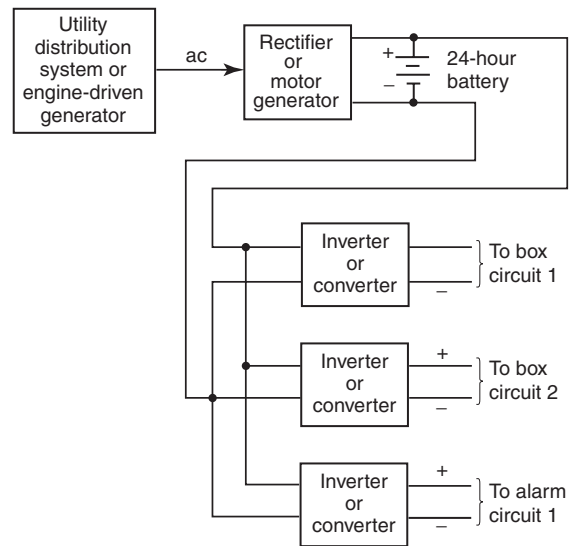 Utility
distribution
system or
engine-driven
generator
ac
Rectifier
or
motor
generator
+
−
24-hour
battery
Inverter
or
converter
−
To box
circuit 1
Inverter
or
converter
+
−
To box
circuit 2
Inverter
or
converter
+
−
To alarm
circuit 1